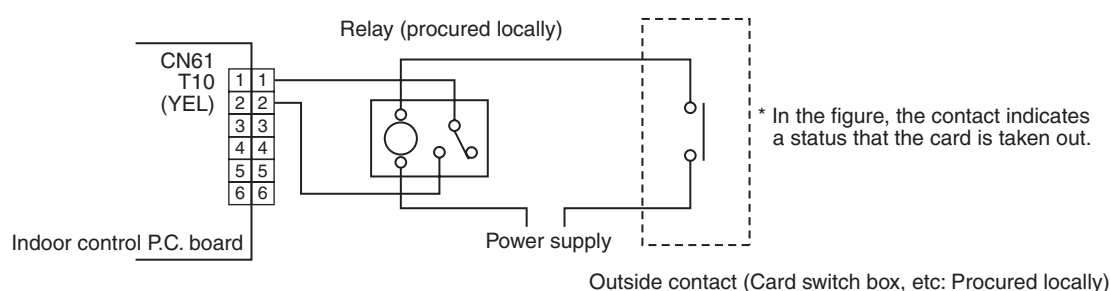 Relay (procured locally)
CN61
T10
(YEL)
1 1
2 2
3 3
4 4
5 5
6 6
* In the figure, the contact indicates
a status that the card is taken out.
Indoor control P.C. board
Power supply
Outside contact (Card switch box, etc: Procured locally)